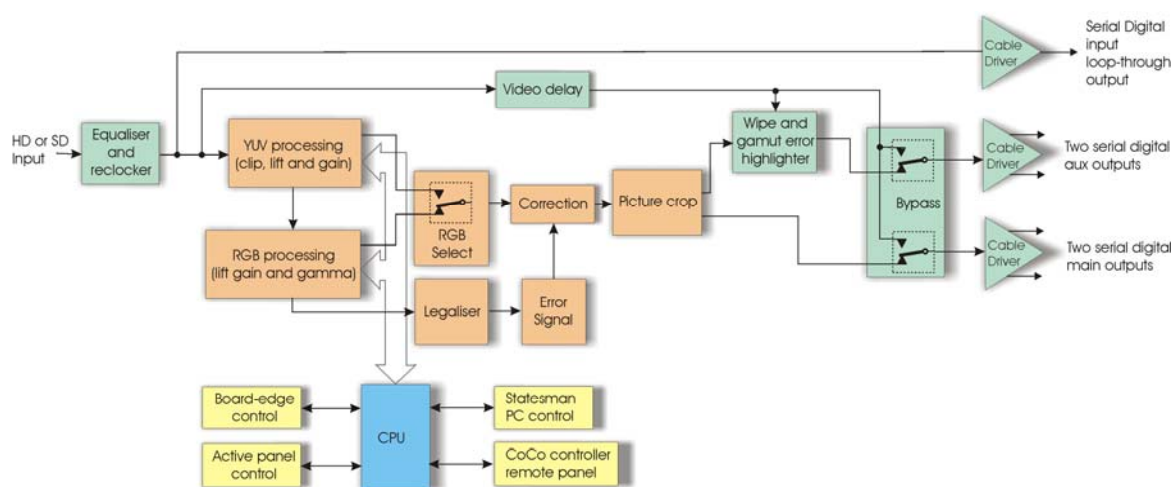 Serial Digital
input
loop-through
output
Cable
Driver
Video delay
HD or SD
Input
Equaliser
and
reclocker
YUV processing
(clip, lift and gain)
Wipe and
gamut error
highlighter
Cable
Driver
Two serial digital
aux outputs
RGB
Select
Correction
Picture crop
Bypass
RGB processing
(lift gain and gamma)
Cable
Driver
Two serial digital
main outputs
Legaliser
Error
Signal
Board-edge
control
CPU
Statesman
PC control
Active panel
control
CoCo controller
remote panel